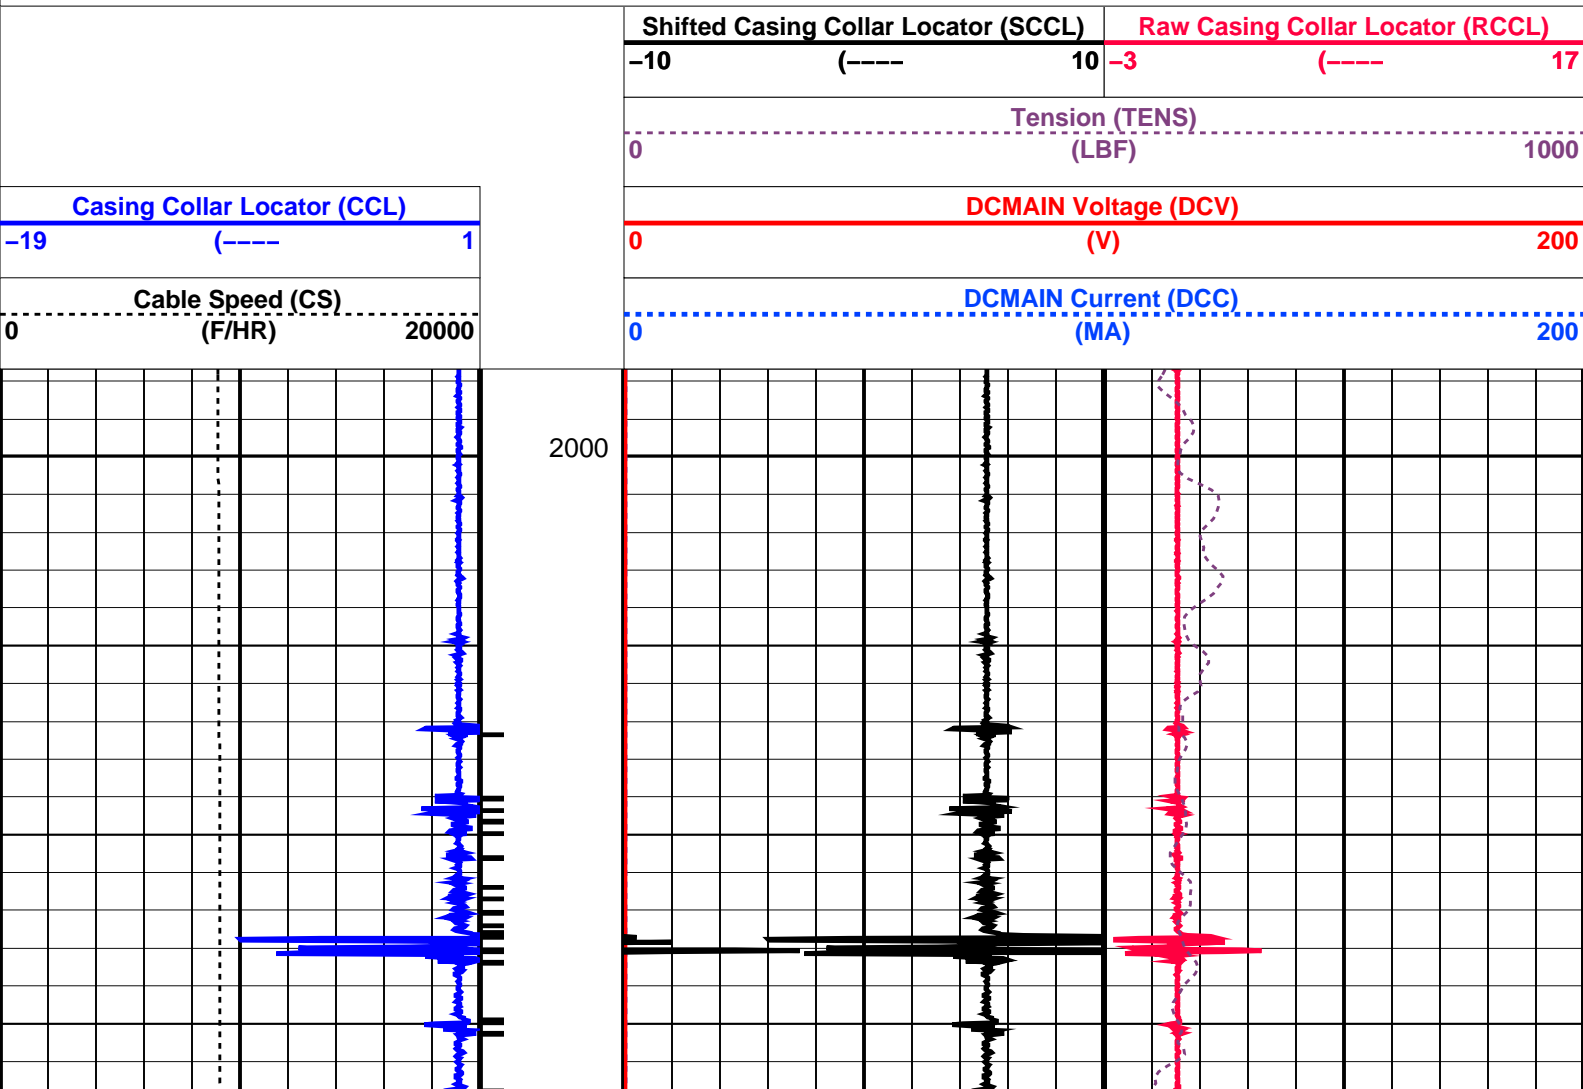 Shifted Casing Collar Locator (SCCL) Raw Casing Collar Locator (RCCL)
−10 (−−−− 10 −3 (−−−− 17
Tension (TENS)
0 (LBF) 1000
Casing Collar Locator (CCL) DCMAIN Voltage (DCV)
−19 (−−−− 1 0 (V) 200
Cable Speed (CS) DCMAIN Current (DCC)
0 (F/HR) 20000 0 (MA) 200
2000